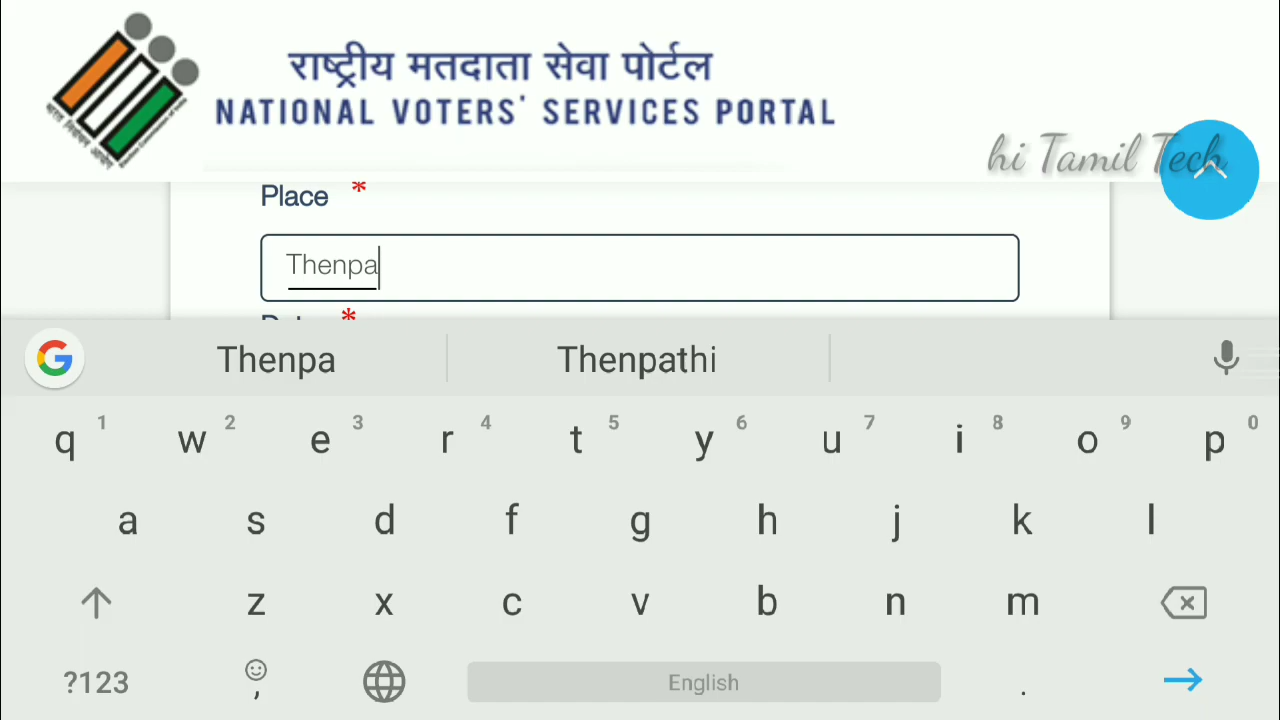 राष्ट्रीय मतदाता सेवा पोर्टल
NATIONAL VOTERS' SERVICES PORTAL
hi Tamil Tech
Place *
Thenpa
*
Thenpa Thenpathi
q 1 w 2 e 3 r 4 t 5 y 6 u 7 i 8 o 9 p 0
a s d f g h j k l
z x c v b n m
?123 , English .